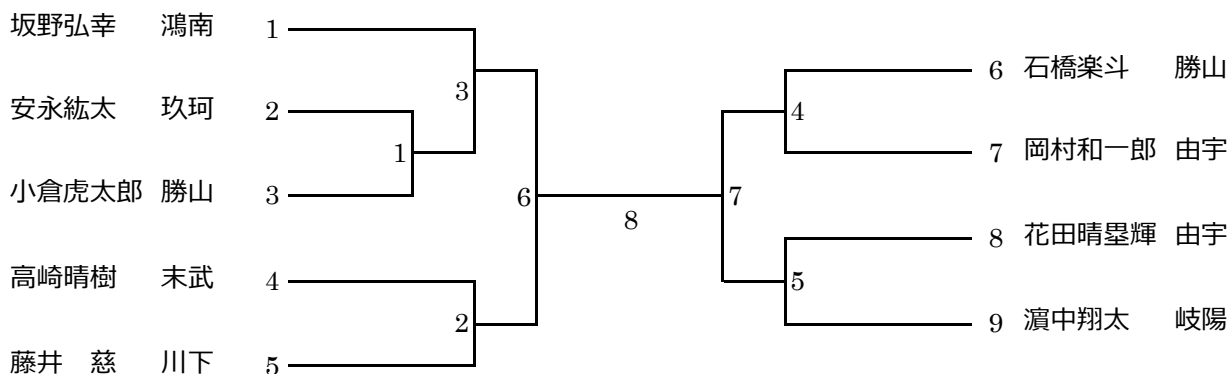 坂野弘幸 鴻南 1
安永紘太 玖珂 2
小倉虎太郎 勝山 3
高崎晴樹 末武 4
藤井 慈 川下 5
3
1
6
2
8
4
7
5
6 石橋楽斗 勝山
7 岡村和一郎 由宇
8 花田晴塁輝 由宇
9 濵中翔太 岐陽